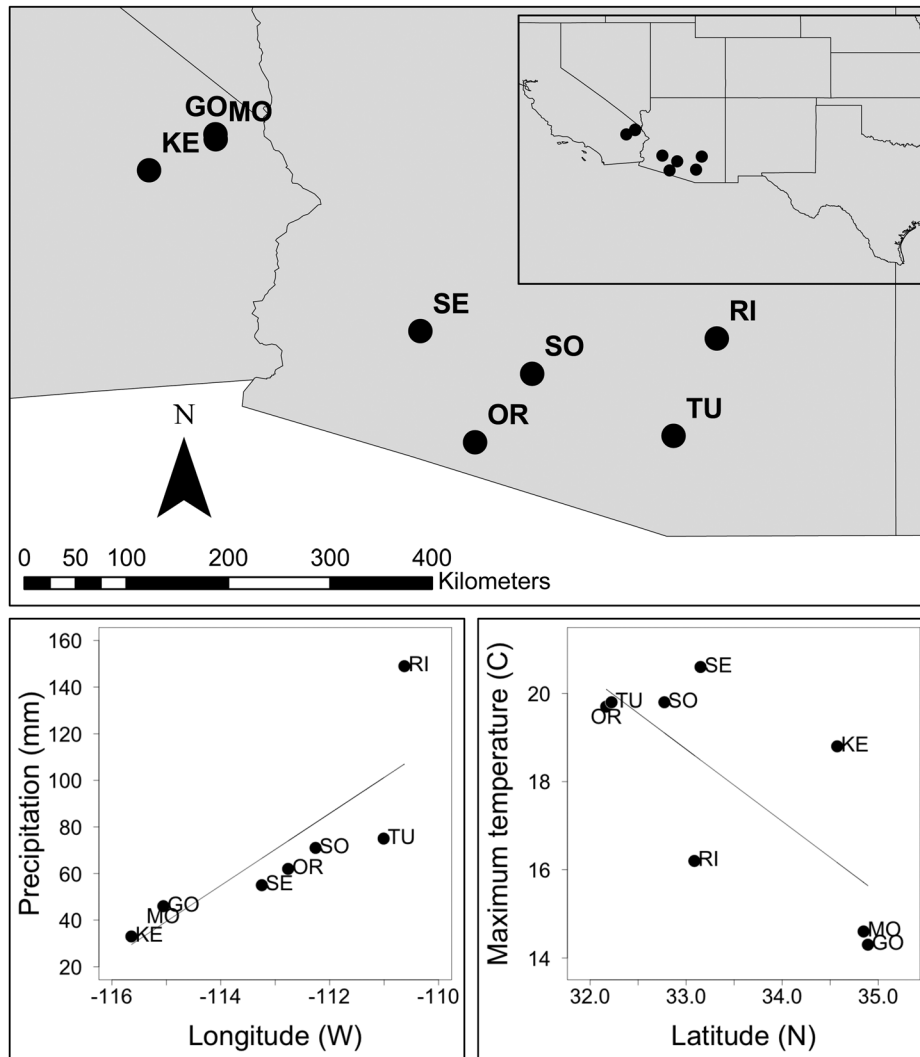 GO MO
KE
SE
RI
SO
OR
TU
N
0 50 100 200 300 400
Kilometers
160
140
120
100
80
60
40
20
Precipitation (mm)
RI
TU
SO
OR
SE
GO
MO
KE
-116 -114 -112 -110
Longitude (W)
20
18
16
14
Maximum temperature (C)
SE
TU
SO
OR
KE
RI
MO
GO
32.0 33.0 34.0 35.0
Latitude (N)